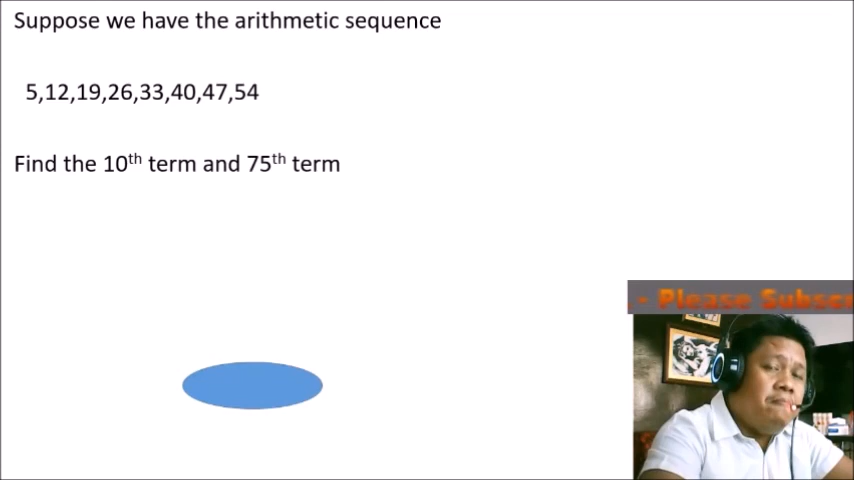 Suppose we have the arithmetic sequence
5,12,19,26,33,40,47,54
Find the 10th term and 75th term
- Please Subscr